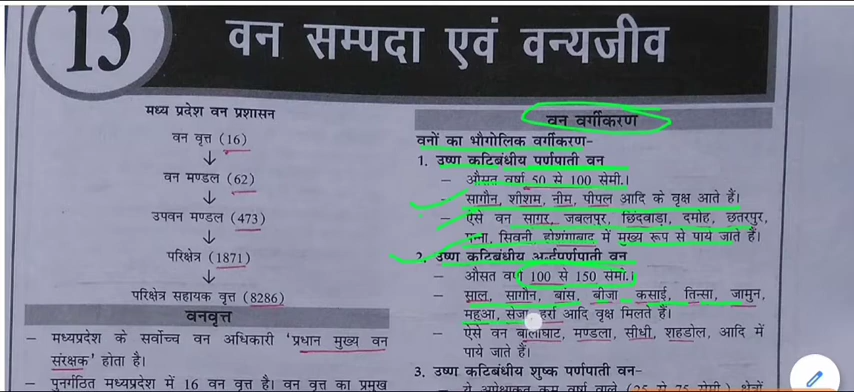 13
वन सम्पदा एवं वन्यजीव
मध्य प्रदेश वन प्रशासन
वन वृत्त (16)
वन मण्डल (62)
उपवन मण्डल (473)
परिक्षेत्र (1871)
परिक्षेत्र सहायक वृत्त (8286)
वनवृत्त
– मध्यप्रदेश के सर्वोच्च वन अधिकारी 'प्रधान मुख्य वन
संरक्षक' होता है।
– पुनर्गठित मध्यप्रदेश में 16 वन वृत्त है। वन वृत्त का प्रमुख
वन वर्गीकरण
वनों का भौगोलिक वर्गीकरण–
1. उष्ण कटिबंधीय पर्णपाती वन
– औसत वर्षा 50 से 100 सेमी.।
– सागौन, शीशम, नीम, पीपल आदि के वृक्ष आते हैं।
– ऐसे वन सागर, जबलपुर, छिंदवाड़ा, दमोह, छतरपुर,
सिवनी, होशंगाबाद में मुख्य रूप से पाये जाते हैं।
2. उष्ण कटिबंधीय अर्द्धपर्णपाती वन
– औसत वर्षा 100 से 150 सेमी.।
– साल, सागौन, बांस, बीजा कसाई, तिन्सा, जामुन,
महुआ, सेजा, हर्रा आदि वृक्ष मिलते हैं।
– ऐसे वन बालाघाट, मण्डला, सीधी, शहडोल, आदि में
पाये जाते हैं।
3. उष्ण कटिबंधीय शुष्क पर्णपाती वन–
– ये अपेक्षाकृत कम वर्षा वाले (25 से 75 सेमी.) क्षेत्रों